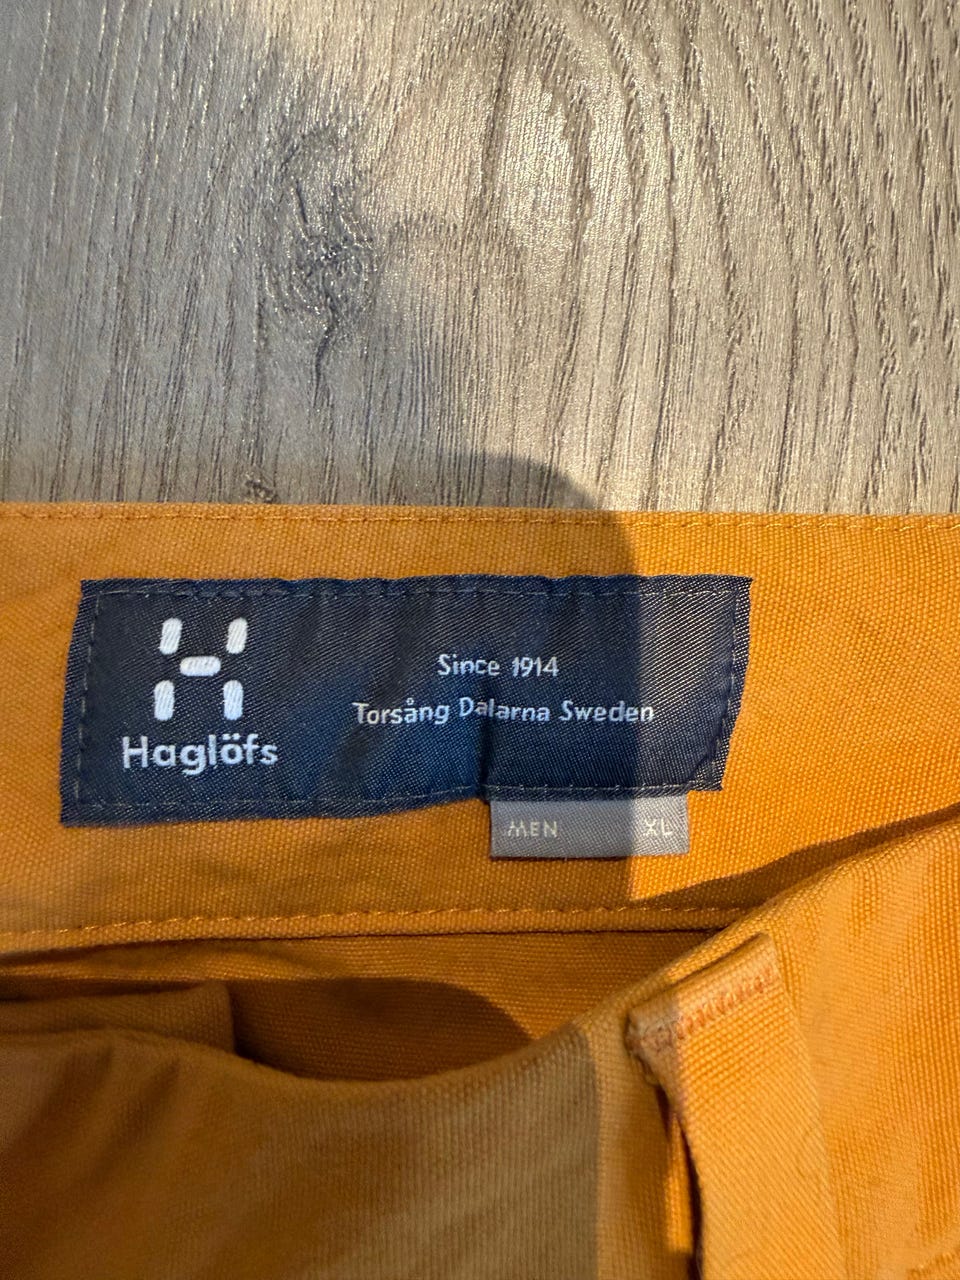 Haglöfs
Since 1914
Torsång Dalarna Sweden
MEN XL